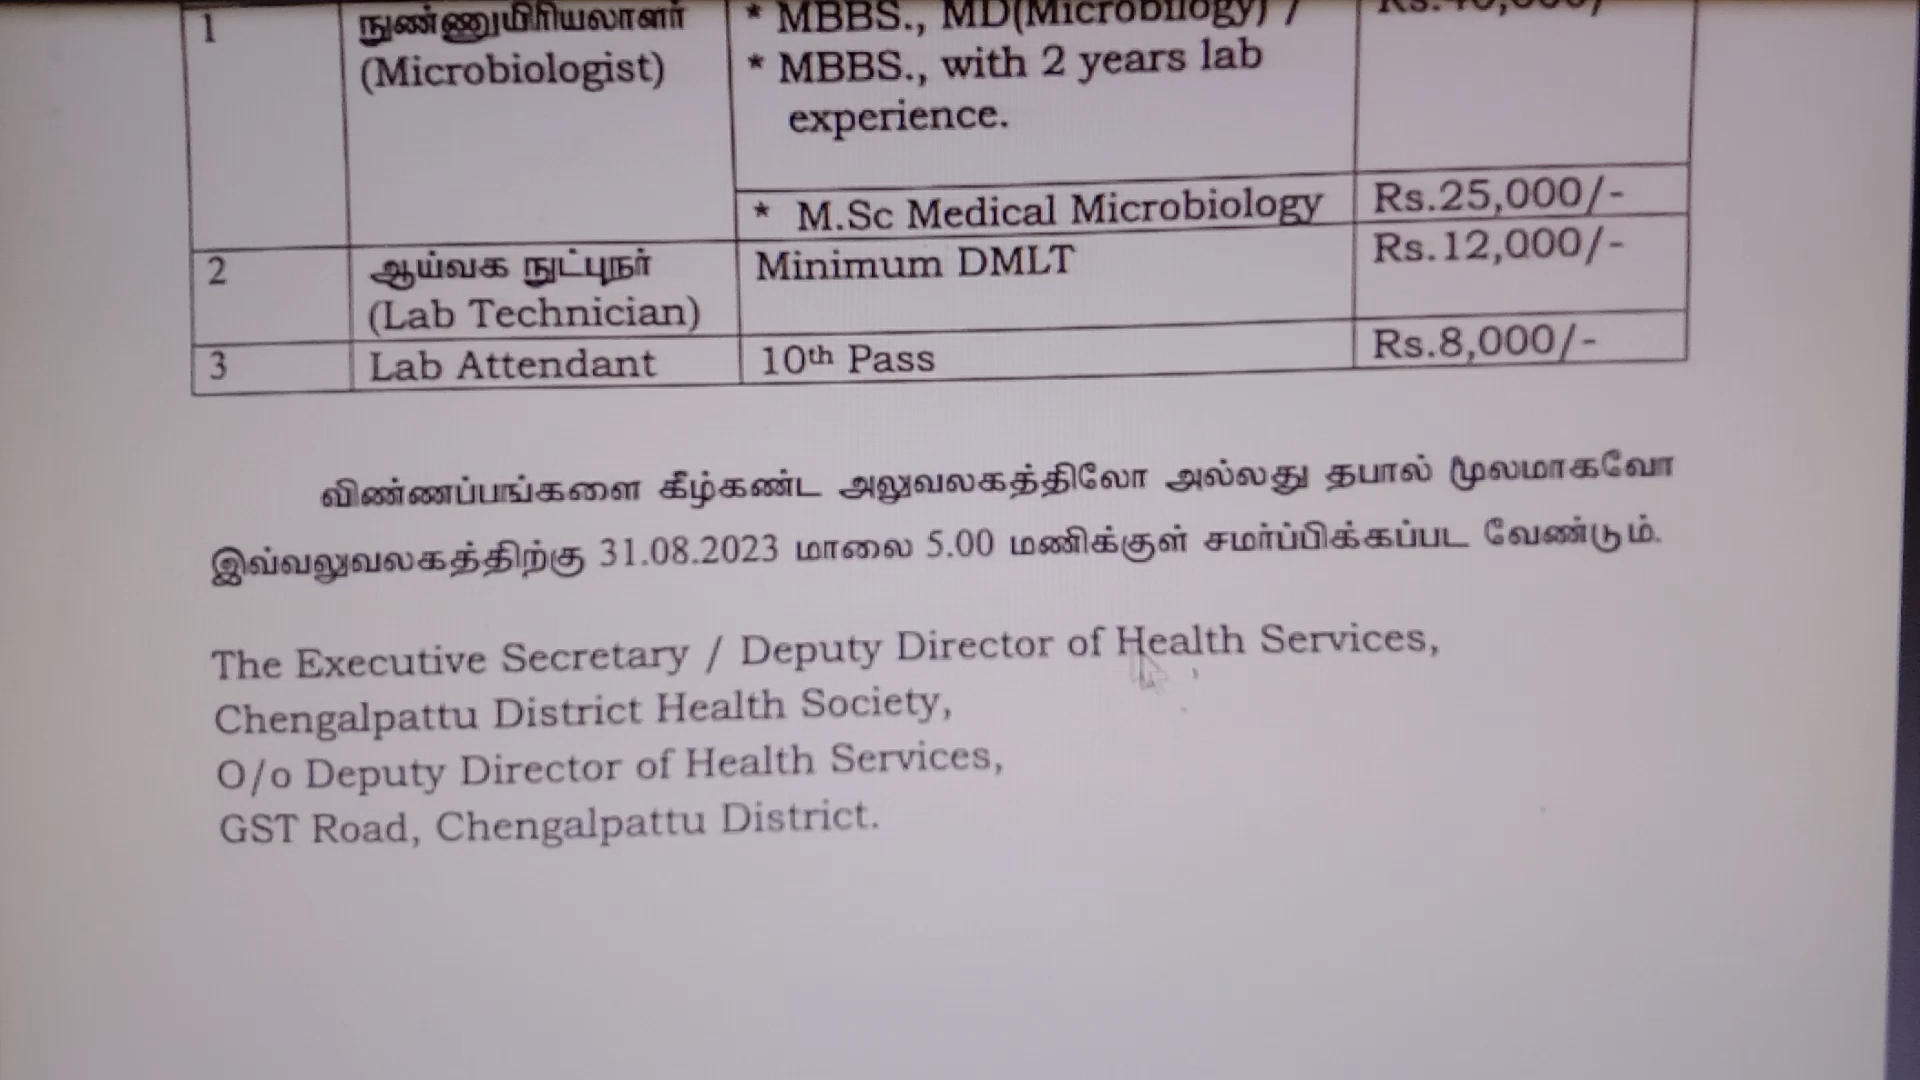 1 நுண்ணுயிரியலாளர் * MBBS., MD(Microbilogy) /
(Microbiologist) * MBBS., with 2 years lab
experience.
* M.Sc Medical Microbiology Rs.25,000/-
2 ஆய்வக நுட்புநர் Minimum DMLT Rs.12,000/-
(Lab Technician)
3 Lab Attendant 10th Pass Rs.8,000/-
விண்ணப்பங்களை கீழ்கண்ட அலுவலகத்திலோ அல்லது தபால் மூலமாகவோ
இவ்வலுவலகத்திற்கு 31.08.2023 மாலை 5.00 மணிக்குள் சமர்ப்பிக்கப்பட வேண்டும்.
The Executive Secretary / Deputy Director of Health Services,
Chengalpattu District Health Society,
O/o Deputy Director of Health Services,
GST Road, Chengalpattu District.